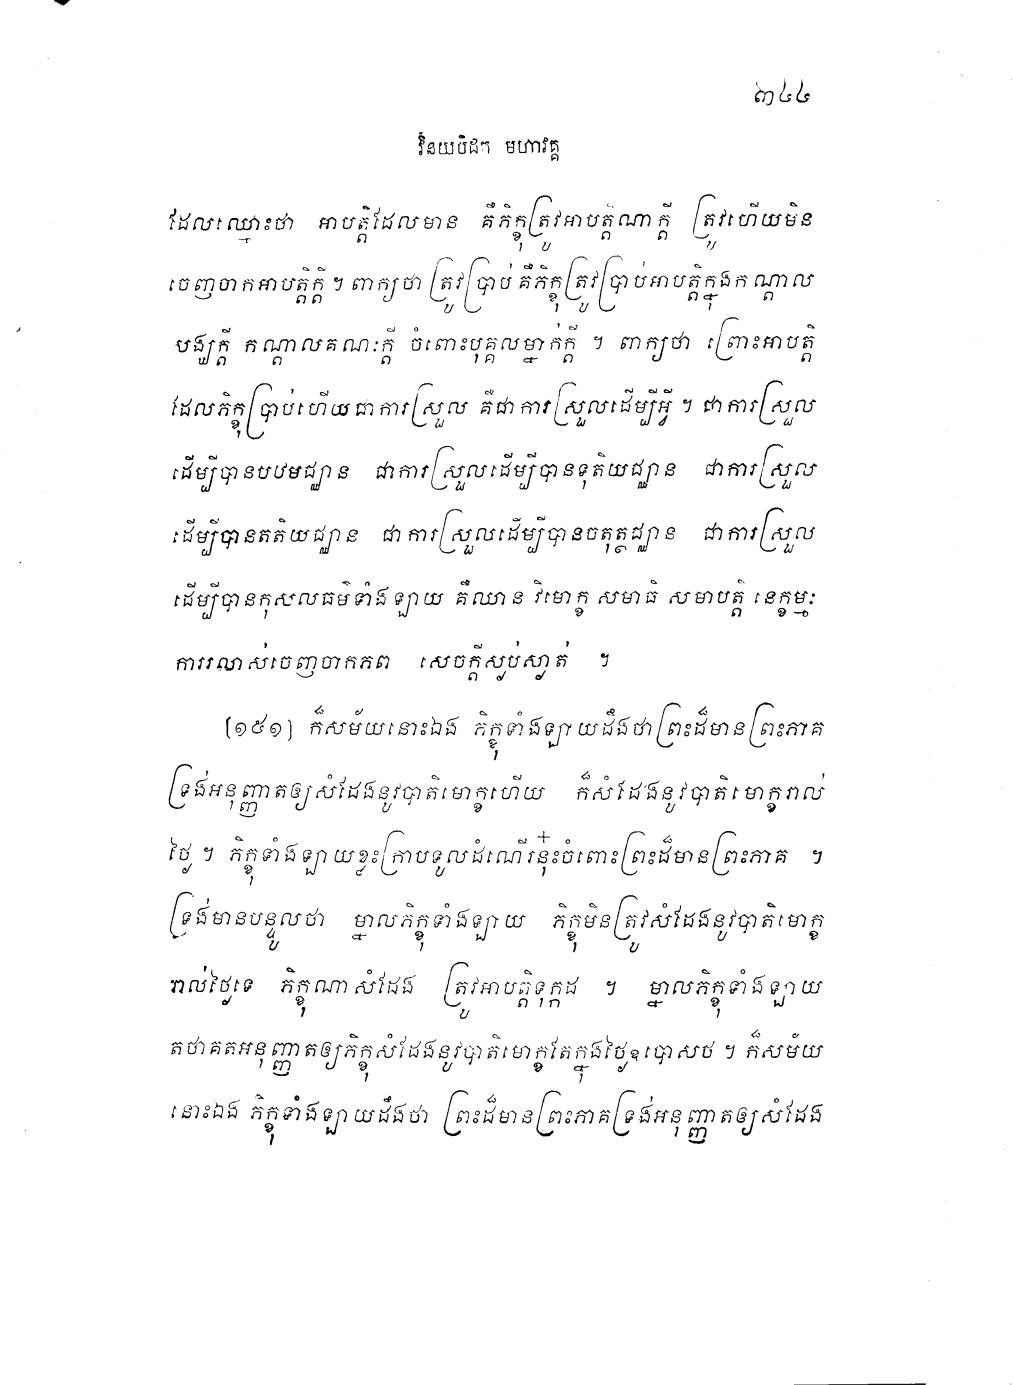 ៣៤៤
វិនយបិដក មហាវគ្គ
ដែលឈ្មោះថា អាបត្តិដែលមាន គឺភិក្ខុត្រូវអាបត្តិណាក្តី ត្រូវហើយមិន
ចេញចាកអាបត្តិក្តី ។ ពាក្យថា ត្រូវប្រាប់ គឺភិក្ខុត្រូវប្រាប់អាបត្តិក្នុងកណ្តាល
បង្ឃក្តី កណ្តាលគណៈក្តី ចំពោះបុគ្គលម្នាក់ក្តី ។ ពាក្យថា ព្រោះអាបត្តិ
ដែលភិក្ខុប្រាប់ហើយជាការស្រួល គឺជាការស្រួលដើម្បីអ្វី ។ ជាការស្រួល
ដើម្បីបានបឋមជ្ឈាន ជាការស្រួលដើម្បីបានទុតិយជ្ឈាន ជាការស្រួល
ដើម្បីបានតតិយជ្ឈាន ជាការស្រួលដើម្បីបានចតុត្ថជ្ឈាន ជាការស្រួល
ដើម្បីបានកុសលធម៌ទាំងឡាយ គឺឈាន វិមោក្ខ សមាធិ សមាបត្តិ នេក្ខម្មៈ
ការរលាស់ចេញចាកភព សេចក្តីស្ងប់ស្ងាត់ ។
(១៥១) ក៏សម័យនោះឯង ភិក្ខុទាំងឡាយដឹងថាព្រះដ៏មានព្រះភាគ
ទ្រង់អនុញ្ញាតឲ្យសំដែងនូវបាតិមោក្ខហើយ ក៏សំដែងនូវបាតិមោក្ខរាល់
ថ្ងៃ ។ ភិក្ខុទាំងឡាយខ្លះក្រាបទូលដំណើរនុ៎ះចំពោះព្រះដ៏មានព្រះភាគ ។
ទ្រង់មានបន្ទូលថា ម្នាលភិក្ខុទាំងឡាយ ភិក្ខុមិនត្រូវសំដែងនូវបាតិមោក្ខ
រាល់ថ្ងៃទេ ភិក្ខុណាសំដែង ត្រូវអាបត្តិទុក្កដ ។ ម្នាលភិក្ខុទាំងឡាយ
តថាគតអនុញ្ញាតឲ្យភិក្ខុសំដែងនូវបាតិមោក្ខតែក្នុងថ្ងៃឧបោសថ ។ ក៏សម័យ
នោះឯង ភិក្ខុទាំងឡាយដឹងថា ព្រះដ៏មានព្រះភាគទ្រង់អនុញ្ញាតឲ្យសំដែង